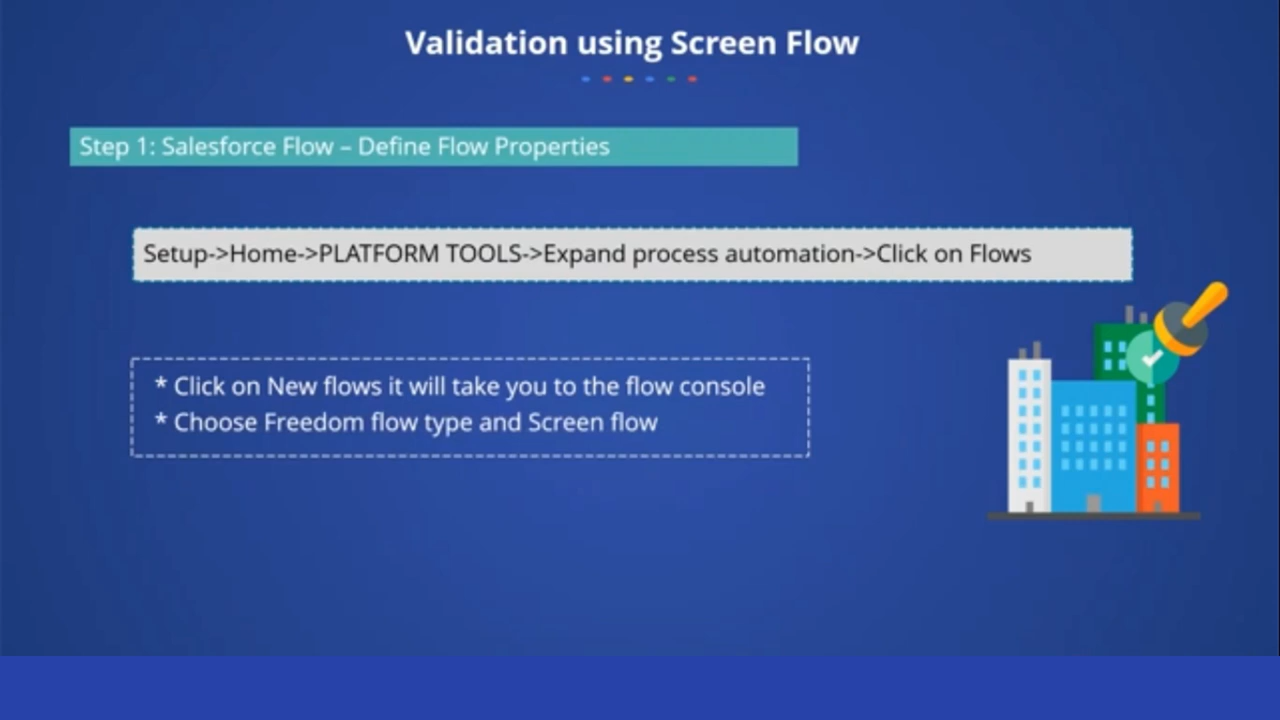 Validation using Screen Flow
Step 1: Salesforce Flow – Define Flow Properties
Setup->Home->PLATFORM TOOLS->Expand process automation->Click on Flows
* Click on New flows it will take you to the flow console
* Choose Freedom flow type and Screen flow